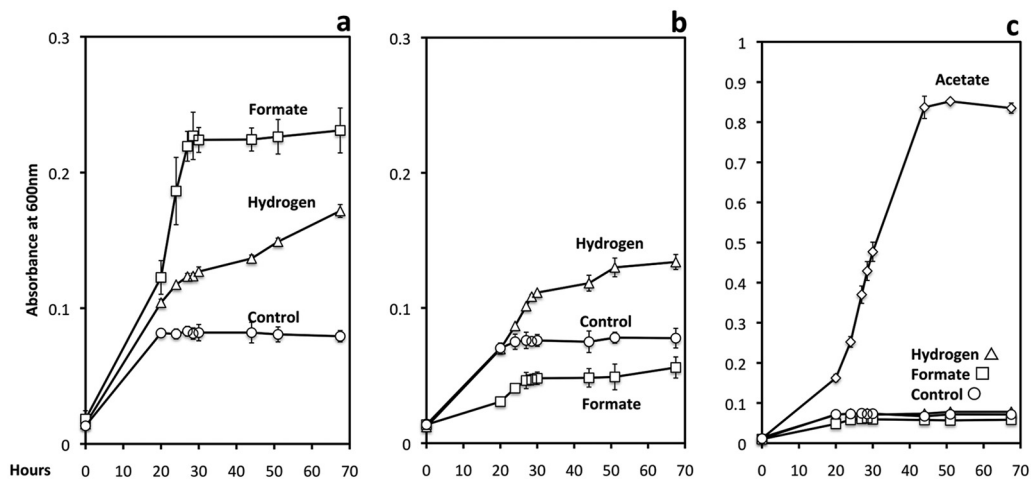 a
0.3
0.2
0.1
0
Absorbance at 600nm
Formate
Hydrogen
Control
Hours
0 10 20 30 40 50 60 70
b
0.3
0.2
0.1
0
Hydrogen
Control
Formate
0 10 20 30 40 50 60 70
c
1
0.9
0.8
0.7
0.6
0.5
0.4
0.3
0.2
0.1
0
Acetate
Hydrogen
Formate
Control
0 10 20 30 40 50 60 70